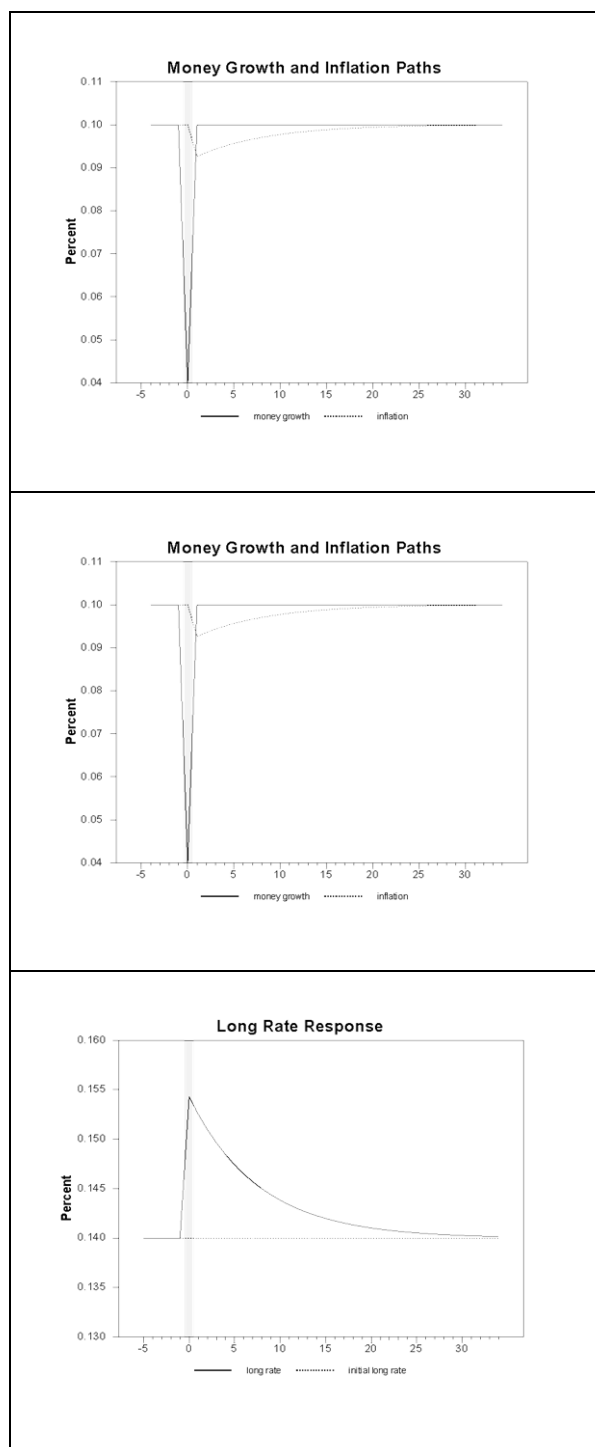 Money Growth and Inflation Paths
0.11
0.10
0.09
0.08
0.07
0.06
0.05
0.04
Percent
-5 0 5 10 15 20 25 30
money growth inflation
Money Growth and Inflation Paths
0.11
0.10
0.09
0.08
0.07
0.06
0.05
0.04
Percent
-5 0 5 10 15 20 25 30
money growth inflation
Long Rate Response
0.160
0.155
0.150
0.145
0.140
0.135
0.130
Percent
-5 0 5 10 15 20 25 30
long rate initial long rate